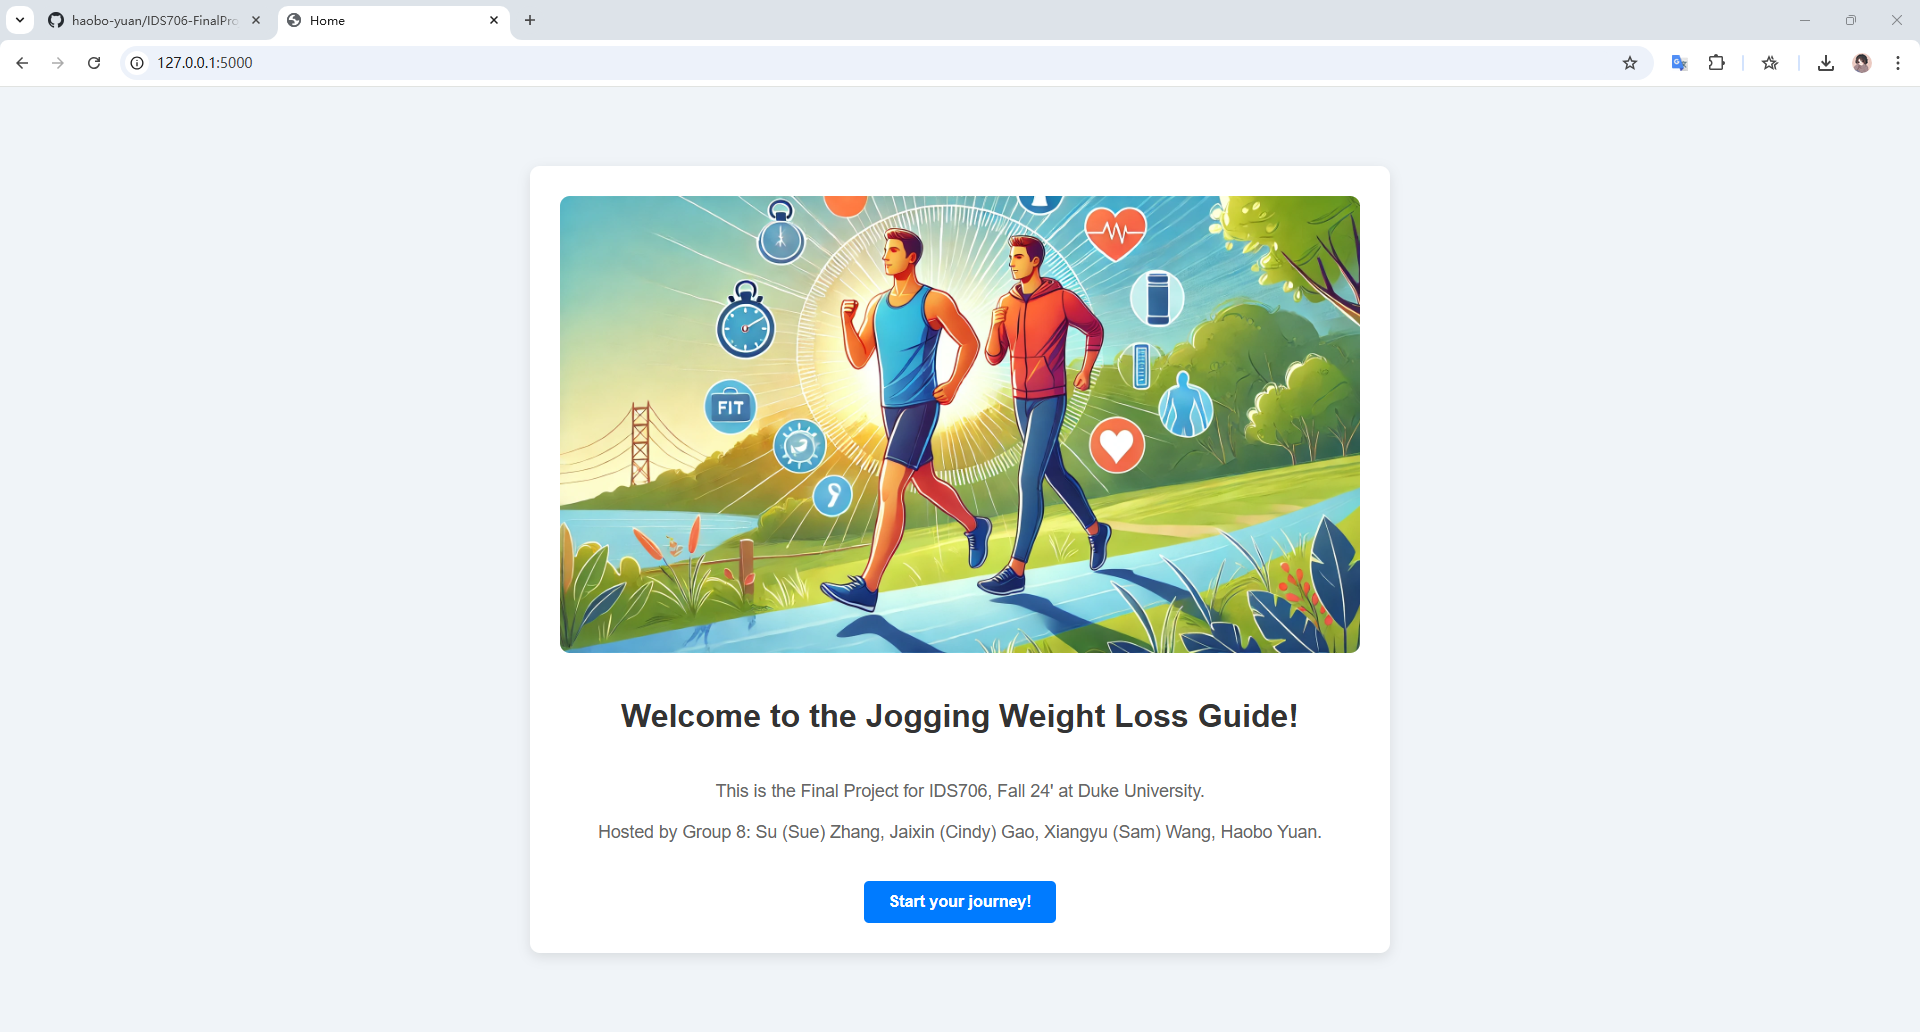 haobo-yuan/IDS706-FinalPro
Home
127.0.0.1:5000
FIT
Welcome to the Jogging Weight Loss Guide!
This is the Final Project for IDS706, Fall 24' at Duke University.
Hosted by Group 8: Su (Sue) Zhang, Jaixin (Cindy) Gao, Xiangyu (Sam) Wang, Haobo Yuan.
Start your journey!